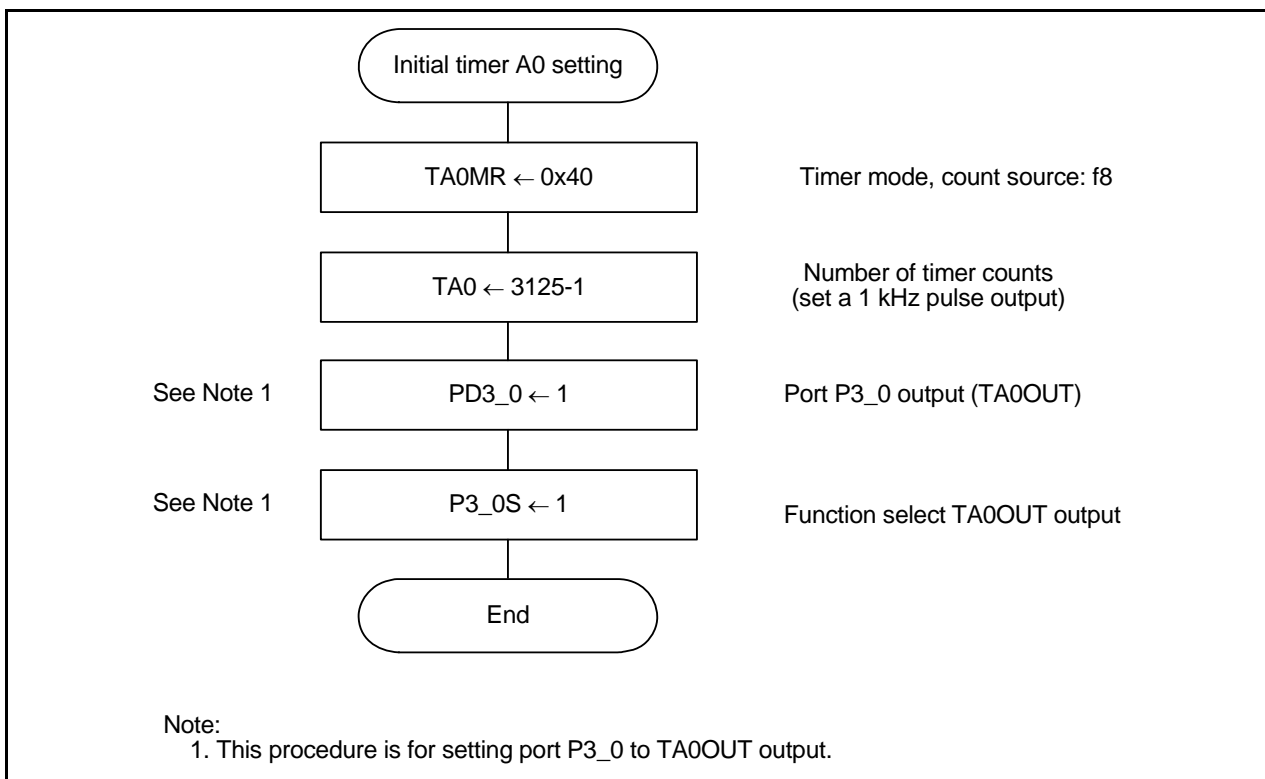 Initial timer A0 setting
TA0MR ← 0x40
Timer mode, count source: f8
TA0 ← 3125-1
Number of timer counts
(set a 1 kHz pulse output)
See Note 1
PD3_0 ← 1
Port P3_0 output (TA0OUT)
See Note 1
P3_0S ← 1
Function select TA0OUT output
End
Note:
1. This procedure is for setting port P3_0 to TA0OUT output.